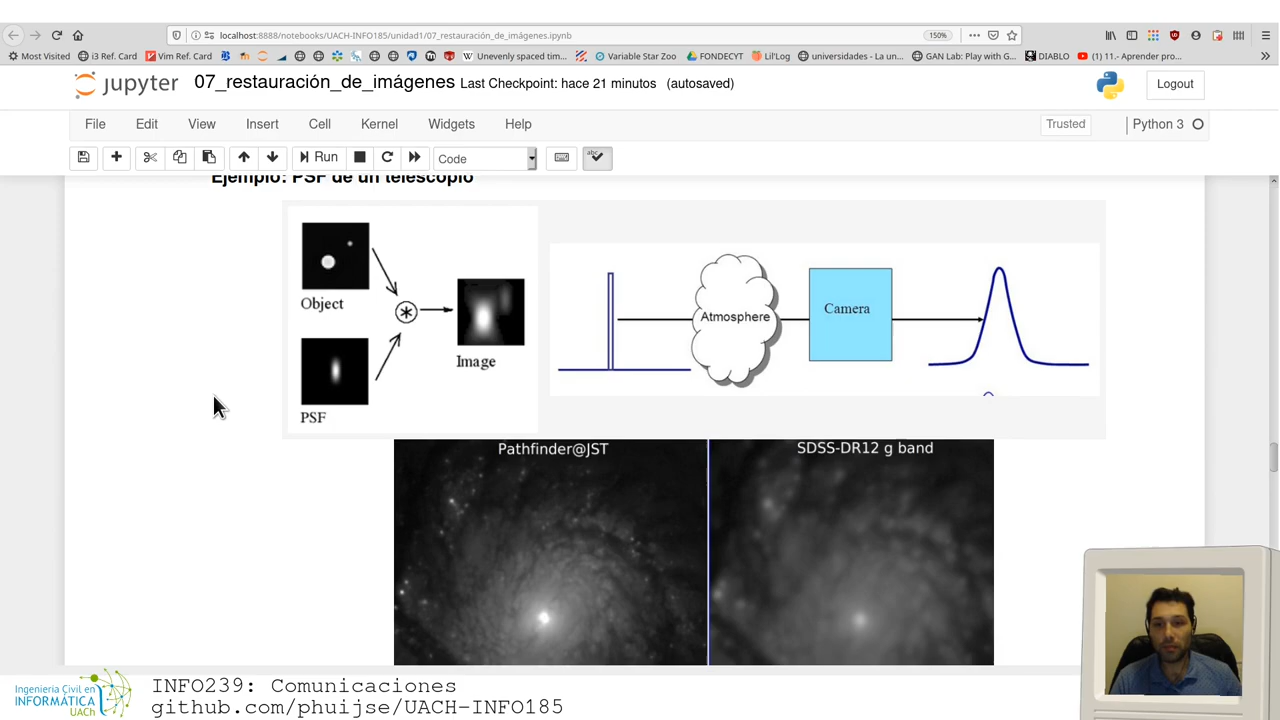 localhost:8888/notebooks/UACH-INFO185/unidad1/07_restauración_de_imágenes.ipynb
150%
Most Visited
i3 Ref. Card
Vim Ref. Card
Unevenly spaced tim...
Variable Star Zoo
FONDECYT
Lil'Log
universidades - La un...
GAN Lab: Play with G...
DIABLO
(1) 11.- Aprender pro...
jupyter
07_restauración_de_imágenes Last Checkpoint: hace 21 minutos (autosaved)
Logout
File Edit View Insert Cell Kernel Widgets Help
Trusted
Python 3
Run
Code
abc
Ejemplo: PSF de un telescopio
Object
PSF
Image
Atmosphere
Camera
Pathfinder@JST
SDSS-DR12 g band
Ingeniería Civil en
INFORMÁTICA
UACh
INFO239: Comunicaciones
github.com/phuijse/UACH-INFO185